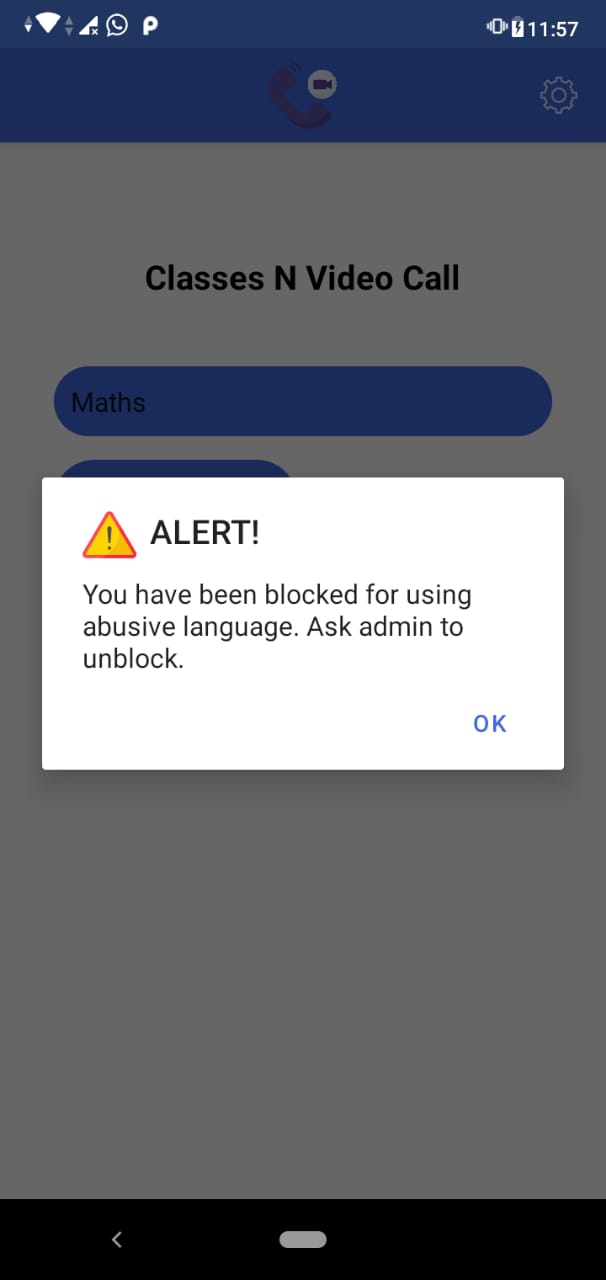 11:57
Classes N Video Call
Maths
ALERT!
You have been blocked for using
abusive language. Ask admin to
unblock.
OK